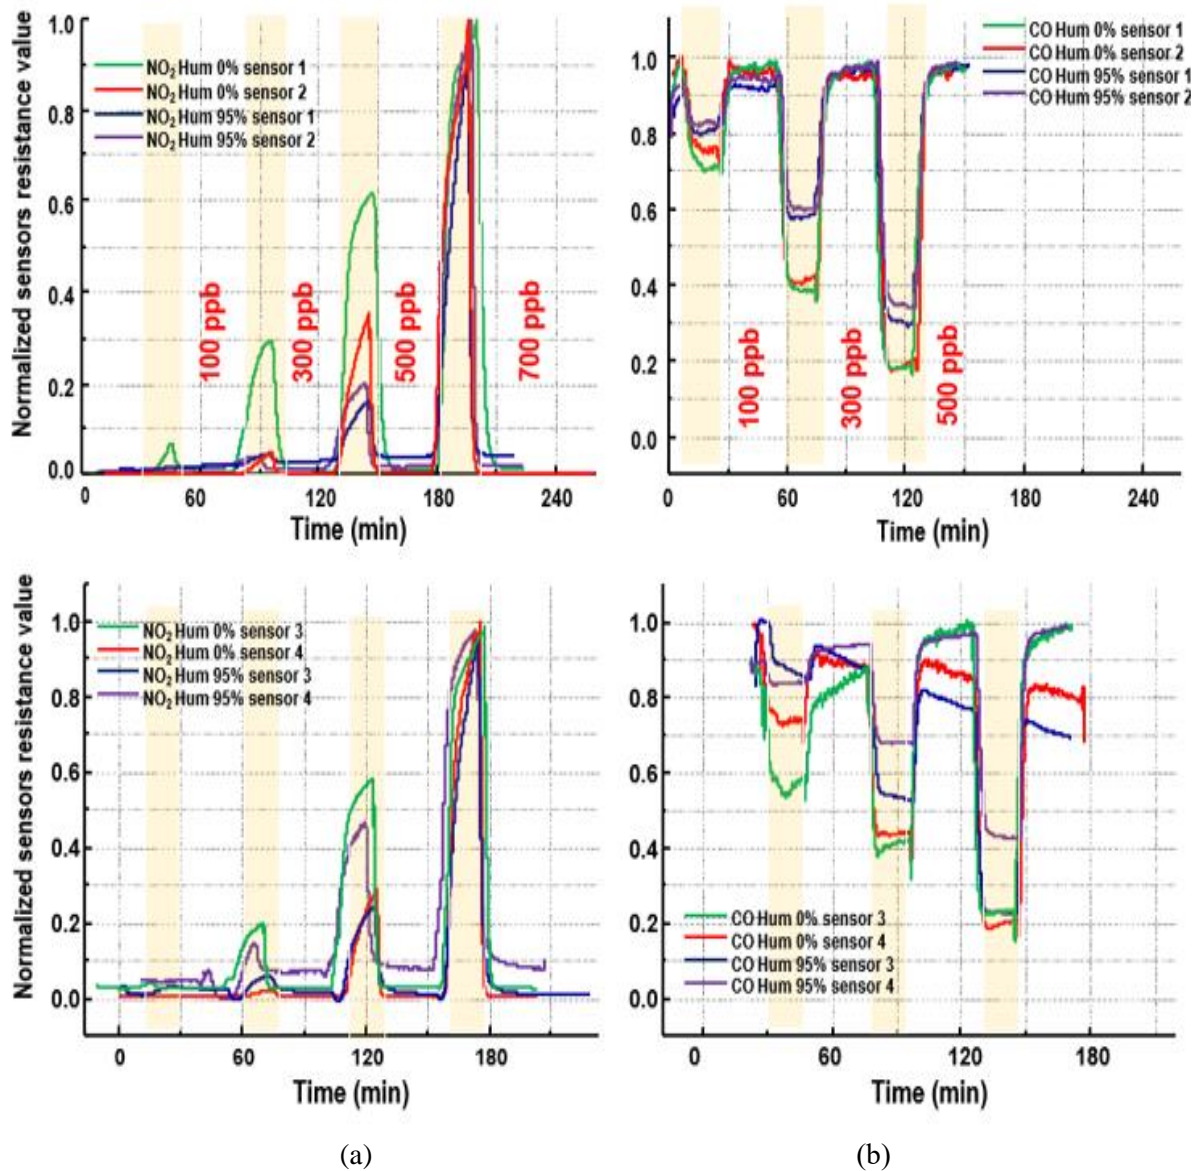 Normalized sensors resistance value
1.0
0.8
0.6
0.4
0.2
0.0
NO2 Hum 0% sensor 1
NO2 Hum 0% sensor 2
NO2 Hum 95% sensor 1
NO2 Hum 95% sensor 2
100 ppb
300 ppb
500 ppb
700 ppb
0 60 120 180 240
Time (min)
1.0
0.8
0.6
0.4
0.2
0.0
CO Hum 0% sensor 1
CO Hum 0% sensor 2
CO Hum 95% sensor 1
CO Hum 95% sensor 2
100 ppb
300 ppb
500 ppb
0 60 120 180 240
Time (min)
Normalized sensors resistance value
1.0
0.8
0.6
0.4
0.2
0.0
NO2 Hum 0% sensor 3
NO2 Hum 0% sensor 4
NO2 Hum 95% sensor 3
NO2 Hum 95% sensor 4
0 60 120 180
Time (min)
1.0
0.8
0.6
0.4
0.2
0.0
CO Hum 0% sensor 3
CO Hum 0% sensor 4
CO Hum 95% sensor 3
CO Hum 95% sensor 4
0 60 120 180
Time (min)
(a) (b)